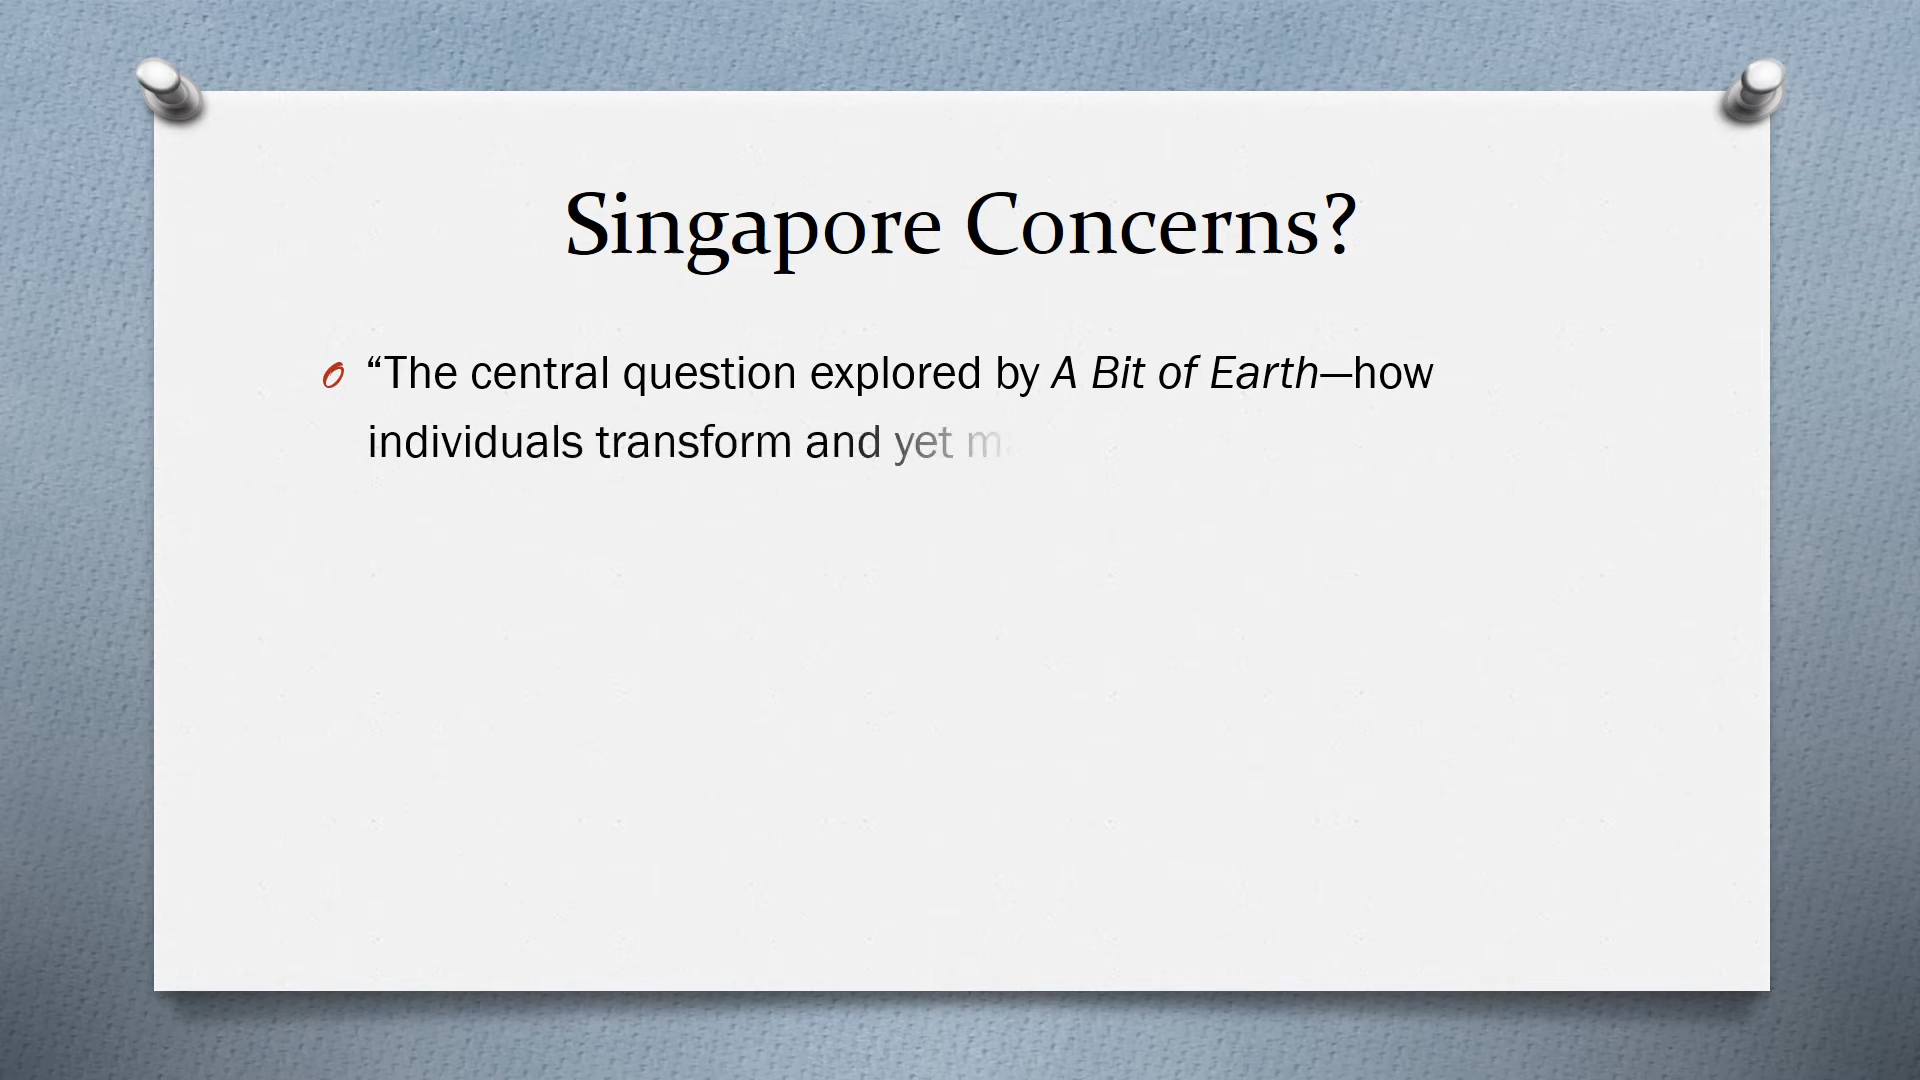 Singapore Concerns?
“The central question explored by A Bit of Earth—how
individuals transform and yet